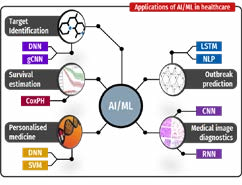 Applications of AI/ML in healthcare
Target
Identification
DNN
gCNN
LSTM
NLP
Survival
estimation
Outbreak
prediction
CoxPH
AI/ML
CNN
Personalised
medicine
Medical image
diagnostics
DNN
SVM
RNN